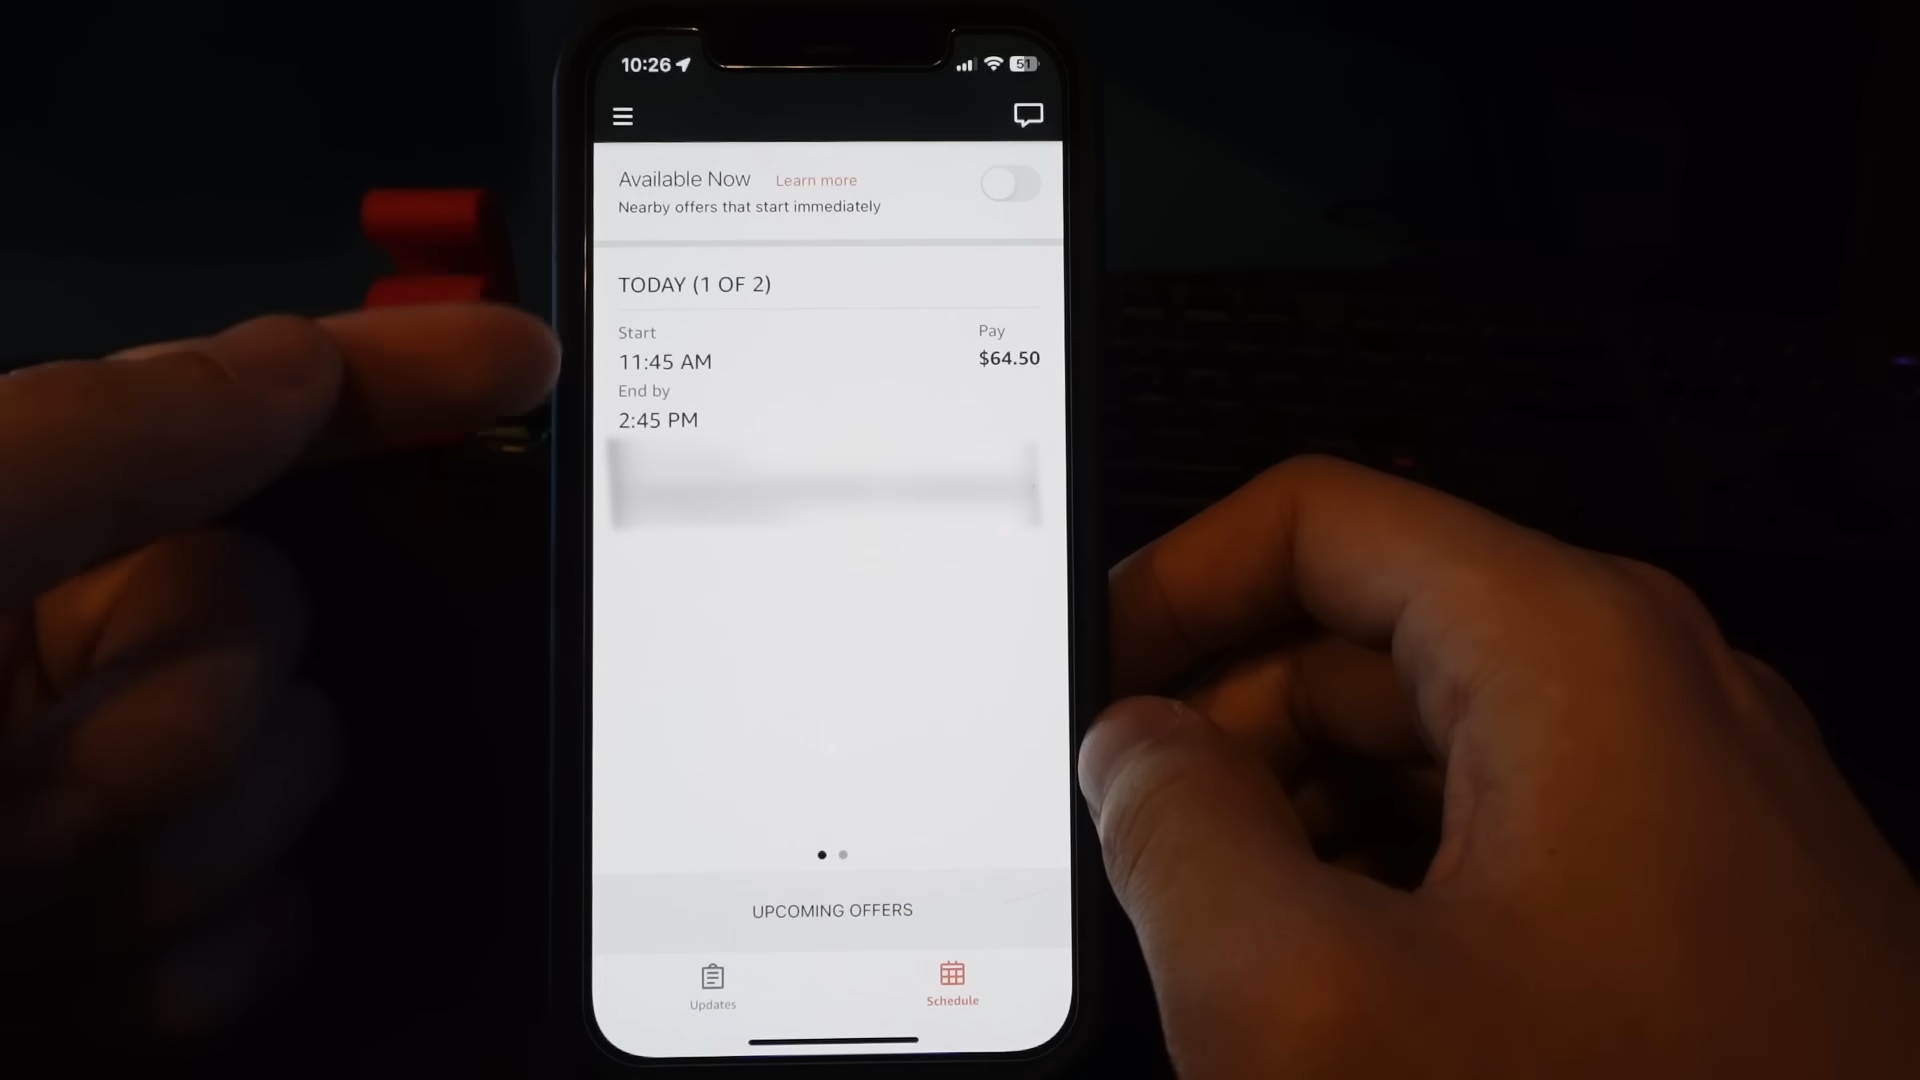 10:26
51
Available Now Learn more
Nearby offers that start immediately
TODAY (1 OF 2)
Start
Pay
11:45 AM
$64.50
End by
2:45 PM
UPCOMING OFFERS
Updates
Schedule